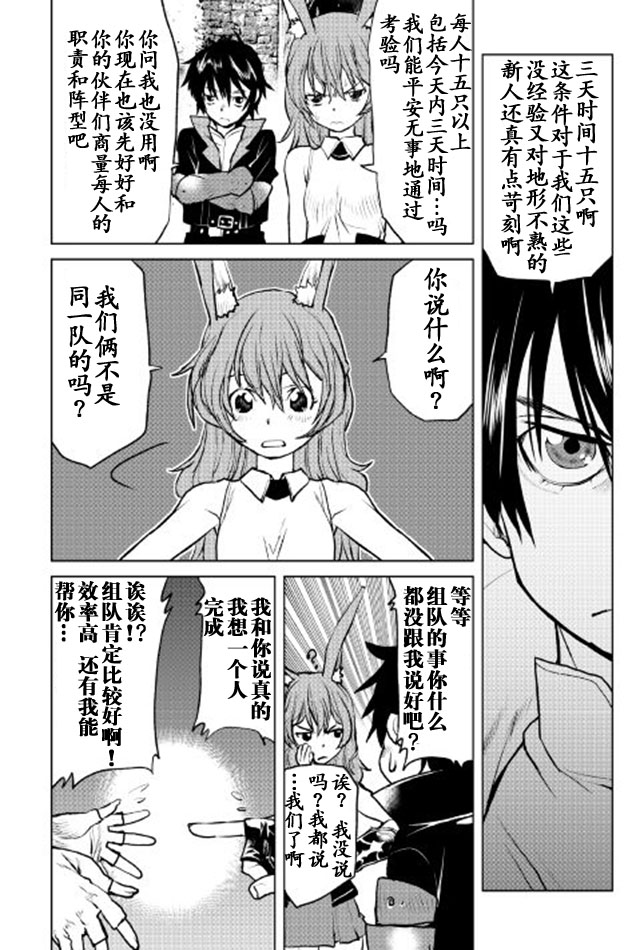 三天时间十五只啊
这条件对于我们这些
没经验又对地形不熟的
新人还真有点苛刻啊
每人十五只以上
包括今天内三天时间…吗
我们能平安无事地通过
考验吗
你问我也没用啊
你现在也该先好好和
你的伙伴们商量每人的
职责和阵型吧
你说什么啊？
我们俩不是
同一队的吗？
等等
组队的事你什么
都没跟我说好吧？
?
诶？我没说
吗？我都说
…我们了啊
我和你说真的
我想一个人
完成
诶诶!?
组队肯定比较好啊！
效率高 还有我能
帮你…